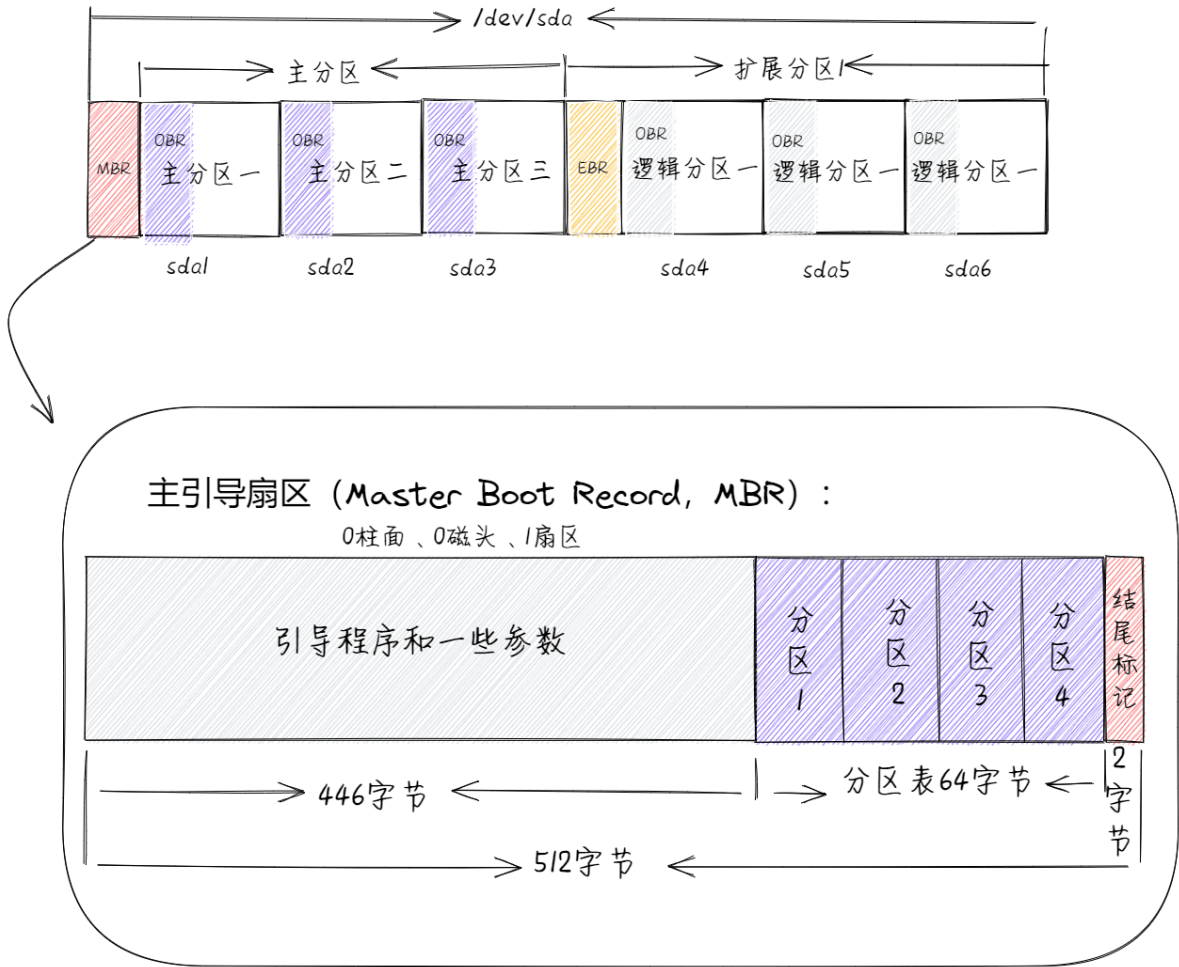 /dev/sda
主分区
扩展分区1
MBR
OBR
主分区一
OBR
主分区二
OBR
主分区三
EBR
OBR
逻辑分区一
OBR
逻辑分区一
OBR
逻辑分区一
sda1
sda2
sda3
sda4
sda5
sda6
主引导扇区（Master Boot Record, MBR）：
0柱面、0磁头、1扇区
引导程序和一些参数
分区1
分区2
分区3
分区4
结尾标记
446字节
分区表64字节
2字节
512字节